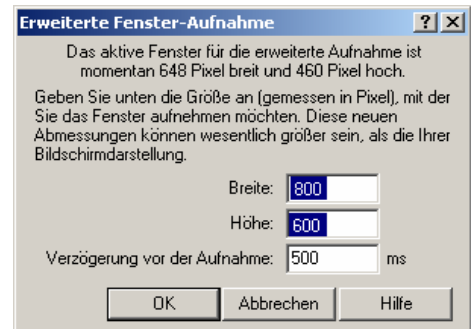 Erweiterte Fenster-Aufnahme
Das aktive Fenster für die erweiterte Aufnahme ist
momentan 648 Pixel breit und 460 Pixel hoch.
Geben Sie unten die Größe an (gemessen in Pixel), mit der
Sie das Fenster aufnehmen möchten. Diese neuen
Abmessungen können wesentlich größer sein, als die Ihrer
Bildschirmdarstellung.
Breite: 800
Höhe: 600
Verzögerung vor der Aufnahme: 500 ms
OK Abbrechen Hilfe